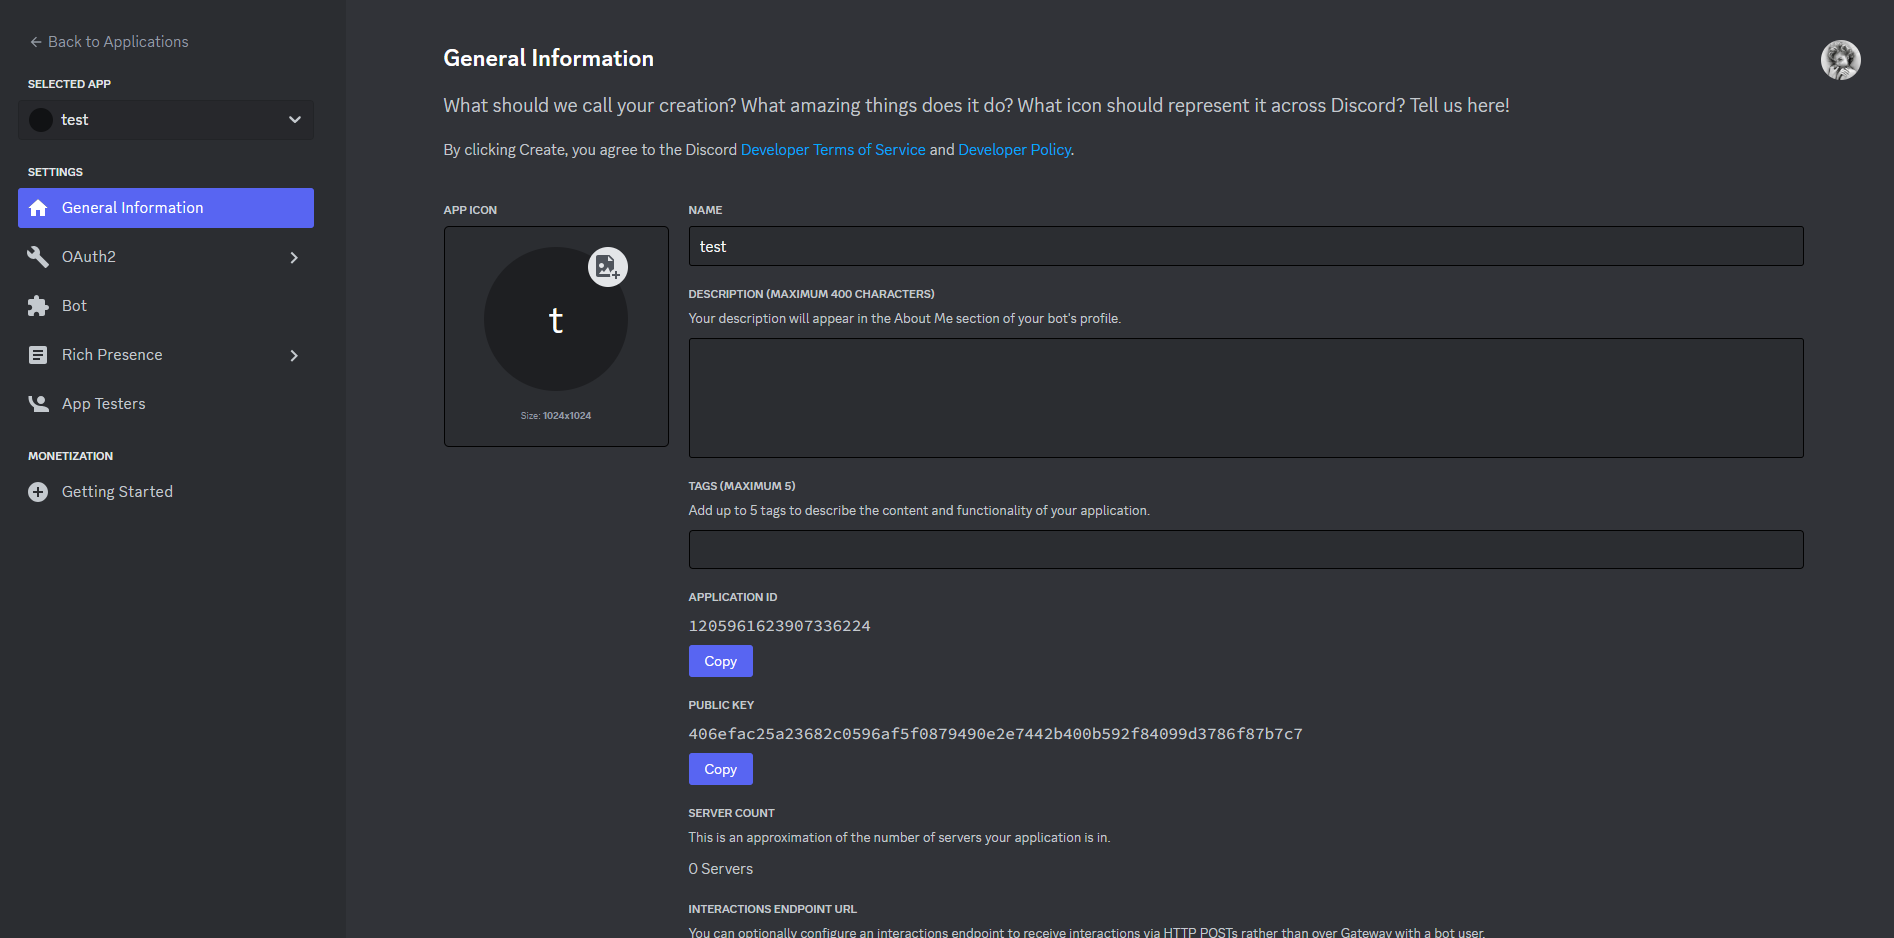 Back to Applications
SELECTED APP
test
SETTINGS
General Information
OAuth2
Bot
Rich Presence
App Testers
MONETIZATION
Getting Started
General Information
What should we call your creation? What amazing things does it do? What icon should represent it across Discord? Tell us here!
By clicking Create, you agree to the Discord Developer Terms of Service and Developer Policy.
APP ICON
t
Size: 1024x1024
NAME
test
DESCRIPTION (MAXIMUM 400 CHARACTERS)
Your description will appear in the About Me section of your bot's profile.
TAGS (MAXIMUM 5)
Add up to 5 tags to describe the content and functionality of your application.
APPLICATION ID
1205961623907336224
Copy
PUBLIC KEY
406efac25a23682c0596af5f0879490e2e7442b400b592f84099d3786f87b7c7
Copy
SERVER COUNT
This is an approximation of the number of servers your application is in.
0 Servers
INTERACTIONS ENDPOINT URL
You can optionally configure an interactions endpoint to receive interactions via HTTP POSTs rather than over Gateway with a bot user.